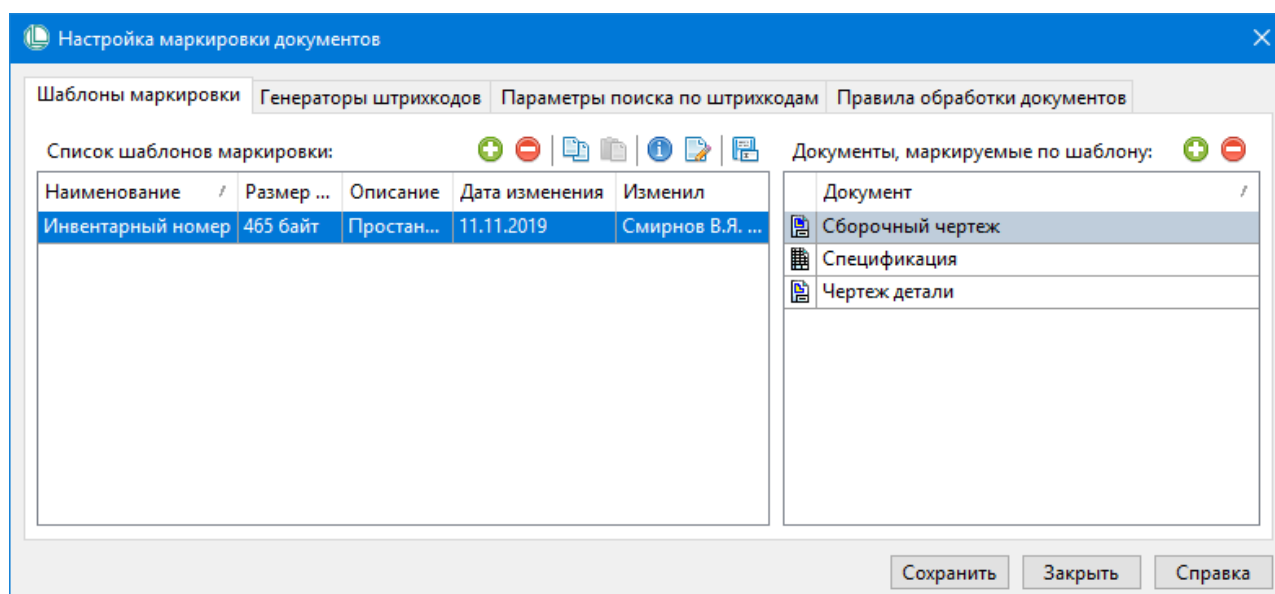 Настройка маркировки документов
Шаблоны маркировки Генераторы штрихкодов Параметры поиска по штрихкодам Правила обработки документов
Список шаблонов маркировки: Документы, маркируемые по шаблону:
Наименование Размер ... Описание Дата изменения Изменил Документ
Инвентарный номер 465 байт Простан... 11.11.2019 Смирнов В.Я. ... Сборочный чертеж
Спецификация
Чертеж детали
Сохранить Закрыть Справка